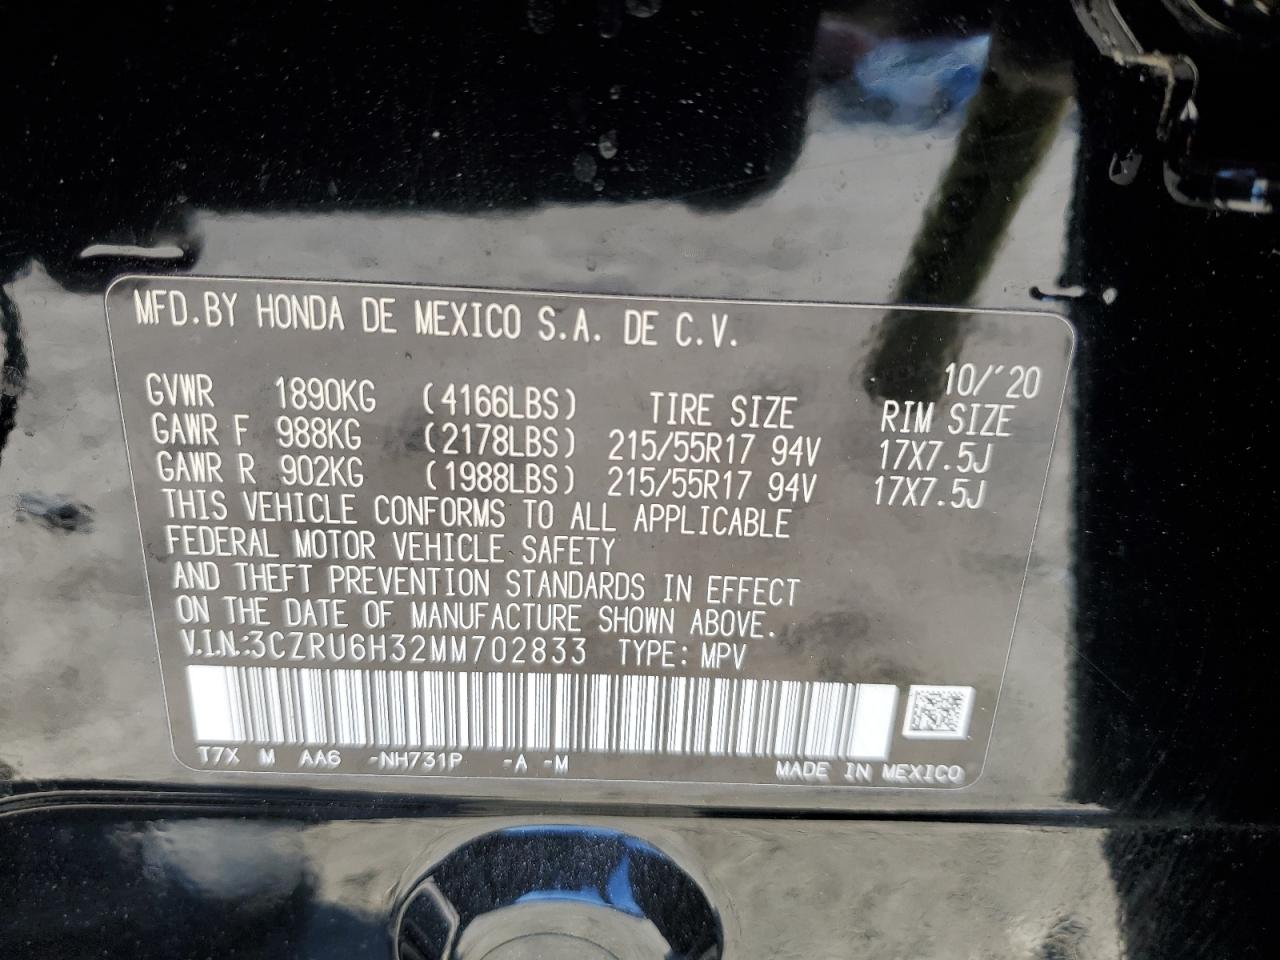 MFD.BY HONDA DE MEXICO S.A. DE C.V.
10/'20
GVWR 1890KG (4166LBS) TIRE SIZE RIM SIZE
GAWR F 988KG (2178LBS) 215/55R17 94V 17X7.5J
GAWR R 902KG (1988LBS) 215/55R17 94V 17X7.5J
THIS VEHICLE CONFORMS TO ALL APPLICABLE
FEDERAL MOTOR VEHICLE SAFETY
AND THEFT PREVENTION STANDARDS IN EFFECT
ON THE DATE OF MANUFACTURE SHOWN ABOVE.
V.I.N.:3CZRU6H32MM702833 TYPE: MPV
T7X M AA6 -NH731P -A -M MADE IN MEXICO